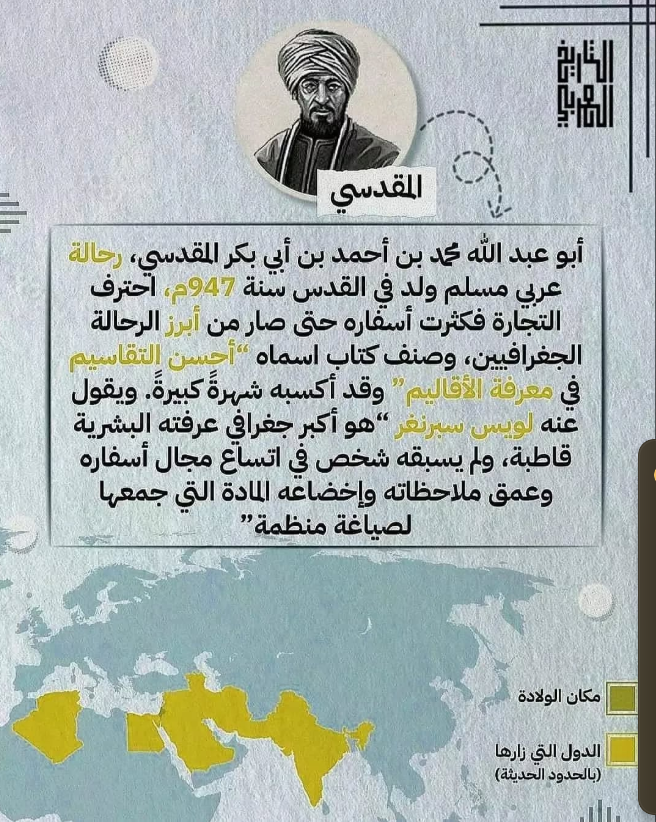 التاريخ
العربي
المقدسي
أبو عبد الله محمد بن أحمد بن أبي بكر المقدسي، رحالة
عربي مسلم ولد في القدس سنة 947م، احترف
التجارة فكثرت أسفاره حتى صار من أبرز الرحالة
الجغرافيين، وصنف كتاب اسماه “أحسن التقاسيم
في معرفة الأقاليم” وقد أكسبه شهرةً كبيرةً. ويقول
عنه لويس سبرنغر “هو أكبر جغرافي عرفته البشرية
قاطبة، ولم يسبقه شخص في اتساع مجال أسفاره
وعمق ملاحظاته وإخضاعه المادة التي جمعها
لصياغة منظمة”
مكان الولادة
الدول التي زارها
(بالحدود الحديثة)